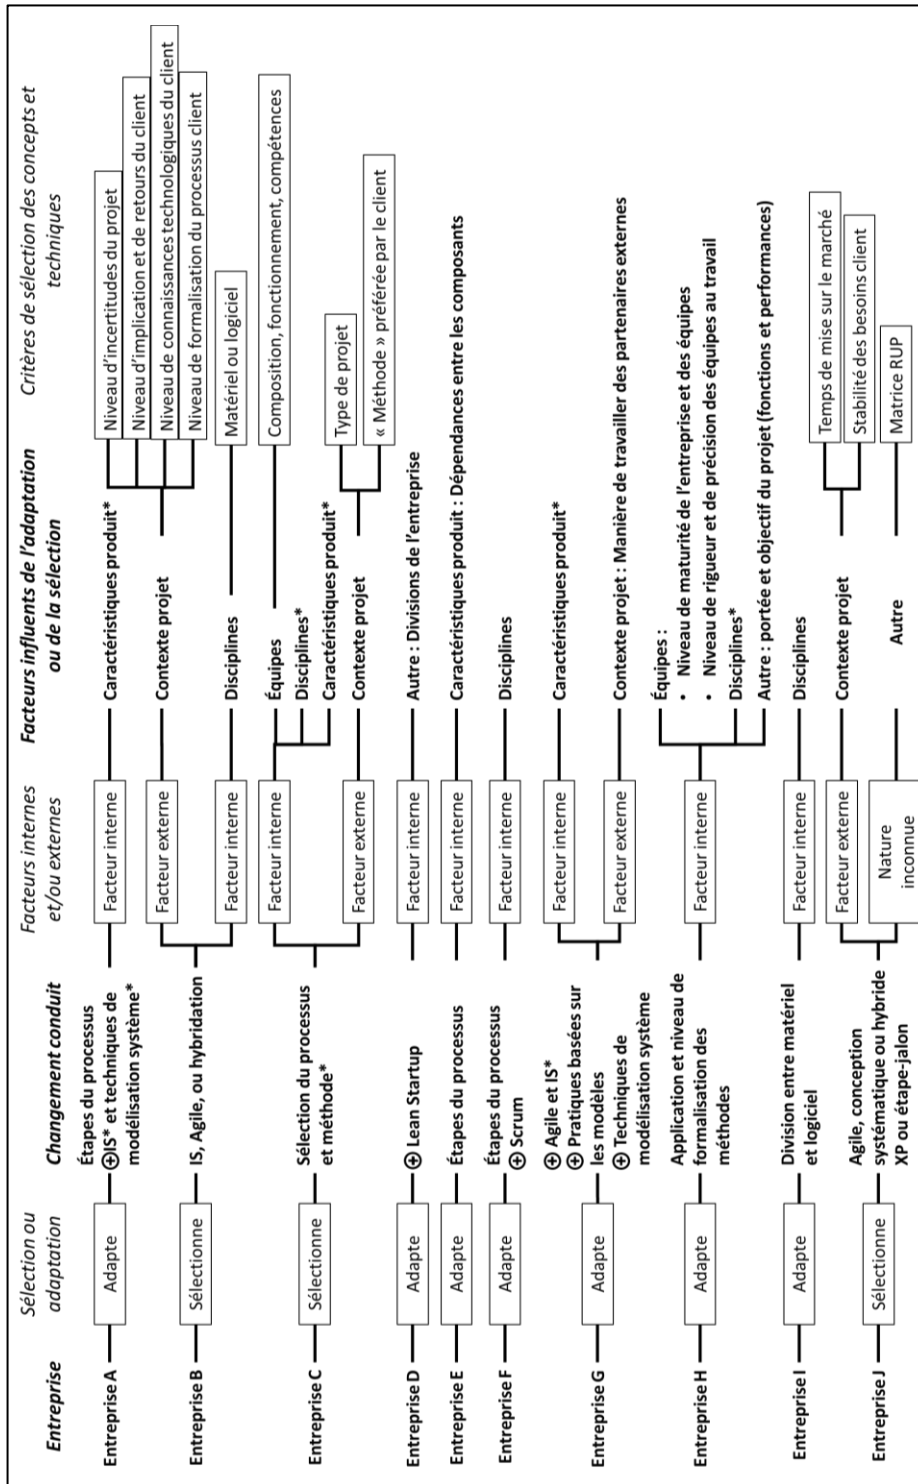 Entreprise
Sélection ou
adaptation
Changement conduit
Facteurs internes
et/ou externes
Facteurs influents de l'adaptation
ou de la sélection
Critères de sélection des concepts et
techniques
Entreprise A
Adapte
Étapes du processus
⊕IS* et techniques de
modélisation système*
Facteur interne
Caractéristiques produit*
Entreprise B
Sélectionne
IS, Agile, ou hybridation
Facteur externe
Contexte projet
Niveau d'incertitudes du projet
Niveau d'implication et de retours du client
Niveau de connaissances technologiques du client
Niveau de formalisation du processus client
Facteur interne
Disciplines
Matériel ou logiciel
Entreprise C
Sélectionne
Sélection du processus
et méthode*
Facteur interne
Équipes
Composition, fonctionnement, compétences
Disciplines*
Caractéristiques produit*
Facteur externe
Contexte projet
Type de projet
« Méthode » préférée par le client
Entreprise D
Adapte
⊕ Lean Startup
Facteur interne
Autre : Divisions de l'entreprise
Entreprise E
Adapte
Étapes du processus
Facteur interne
Caractéristiques produit : Dépendances entre les composants
Entreprise F
Adapte
Étapes du processus
⊕ Scrum
Facteur interne
Disciplines
Entreprise G
Adapte
⊕ Agile et IS*
⊕ Pratiques basées sur
les modèles
⊕ Techniques de
modélisation système
Facteur interne
Caractéristiques produit*
Facteur externe
Contexte projet : Manière de travailler des partenaires externes
Entreprise H
Adapte
Application et niveau de
formalisation des
méthodes
Facteur interne
Équipes :
• Niveau de maturité de l'entreprise et des équipes
• Niveau de rigueur et de précision des équipes au travail
Disciplines*
Autre : portée et objectif du projet (fonctions et performances)
Entreprise I
Adapte
Division entre matériel
et logiciel
Facteur interne
Disciplines
Entreprise J
Sélectionne
Agile, conception
systématique ou hybride
XP ou étape-jalon
Facteur externe
Contexte projet
Temps de mise sur le marché
Stabilité des besoins client
Nature
inconnue
Autre
Matrice RUP